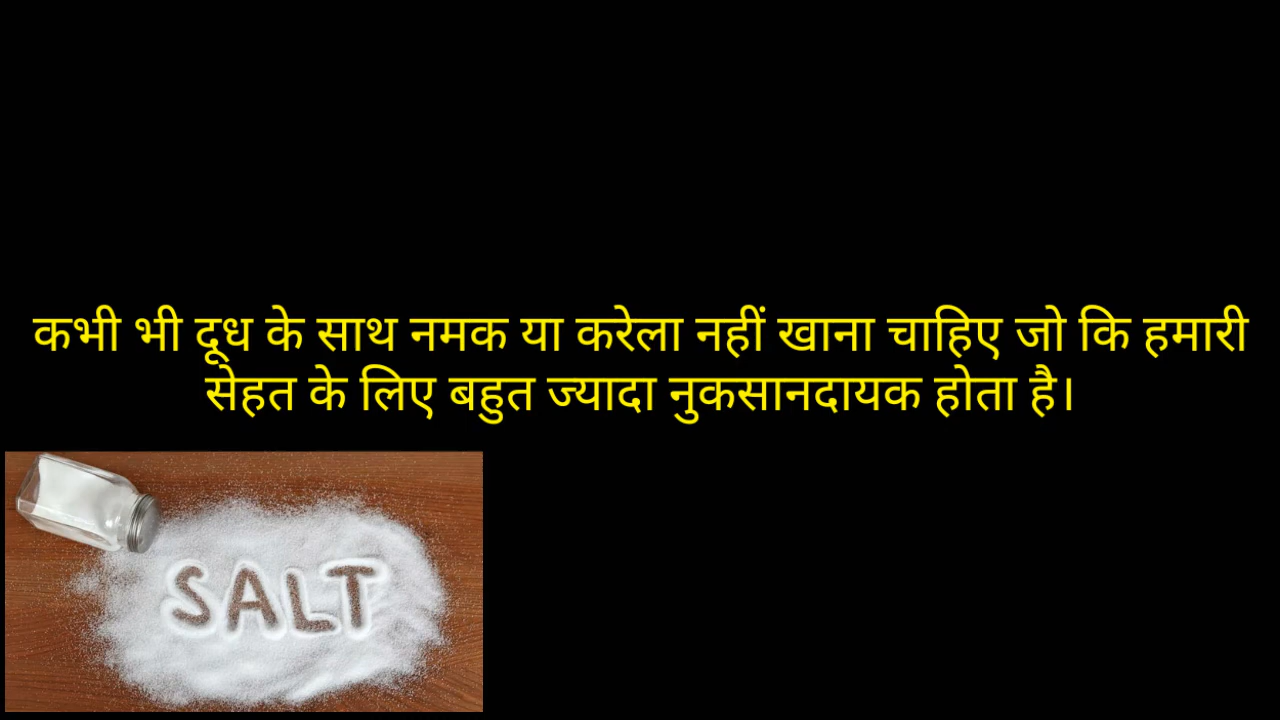 कभी भी दूध के साथ नमक या करेला नहीं खाना चाहिए जो कि हमारी
सेहत के लिए बहुत ज्यादा नुकसानदायक होता है।
SALT